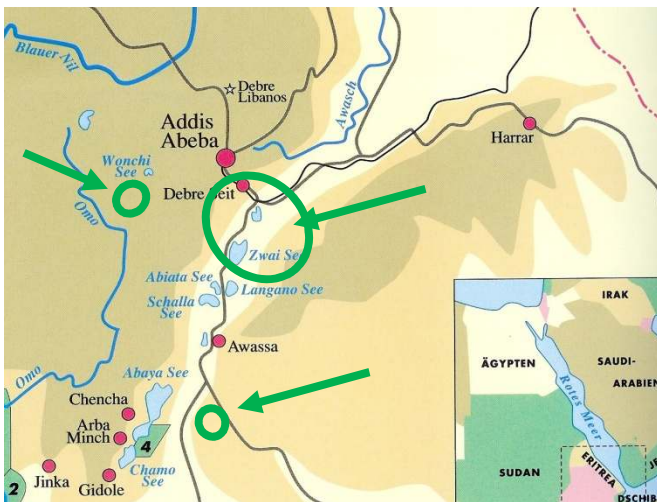 Blauer-Nil
Debre
Libanos
Awasch
Addis
Abeba
Harrar
Wonchi
See
Debre Seit
Omo
Zwai See
Abiata See
Langano See
Schalla
See
Awassa
Omo
Abaya See
Chencha
Arba
Minch
4
Chamo
See
2
Jinka
Gidole
IRAK
ÄGYPTEN
SAUDI-
ARABIEN
Rotes Meer
SUDAN
ERITREA
JE
DSCHIB